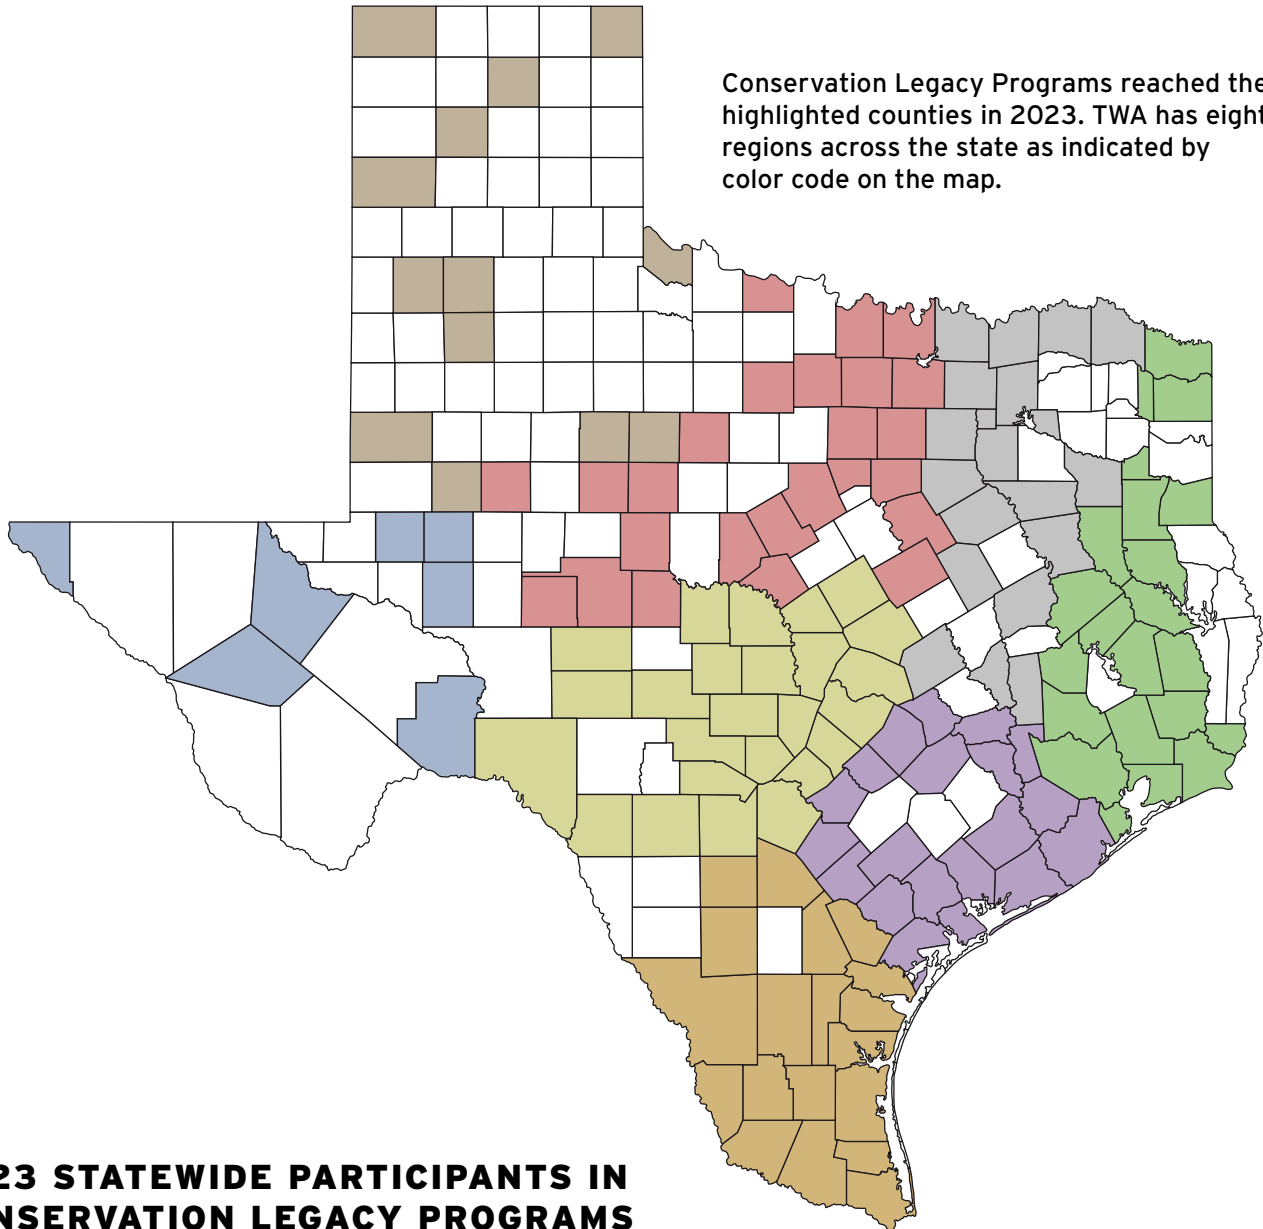 Conservation Legacy Programs reached the
highlighted counties in 2023. TWA has eight
regions across the state as indicated by
color code on the map.
23 STATEWIDE PARTICIPANTS IN
NSERVATION LEGACY PROGRAMS